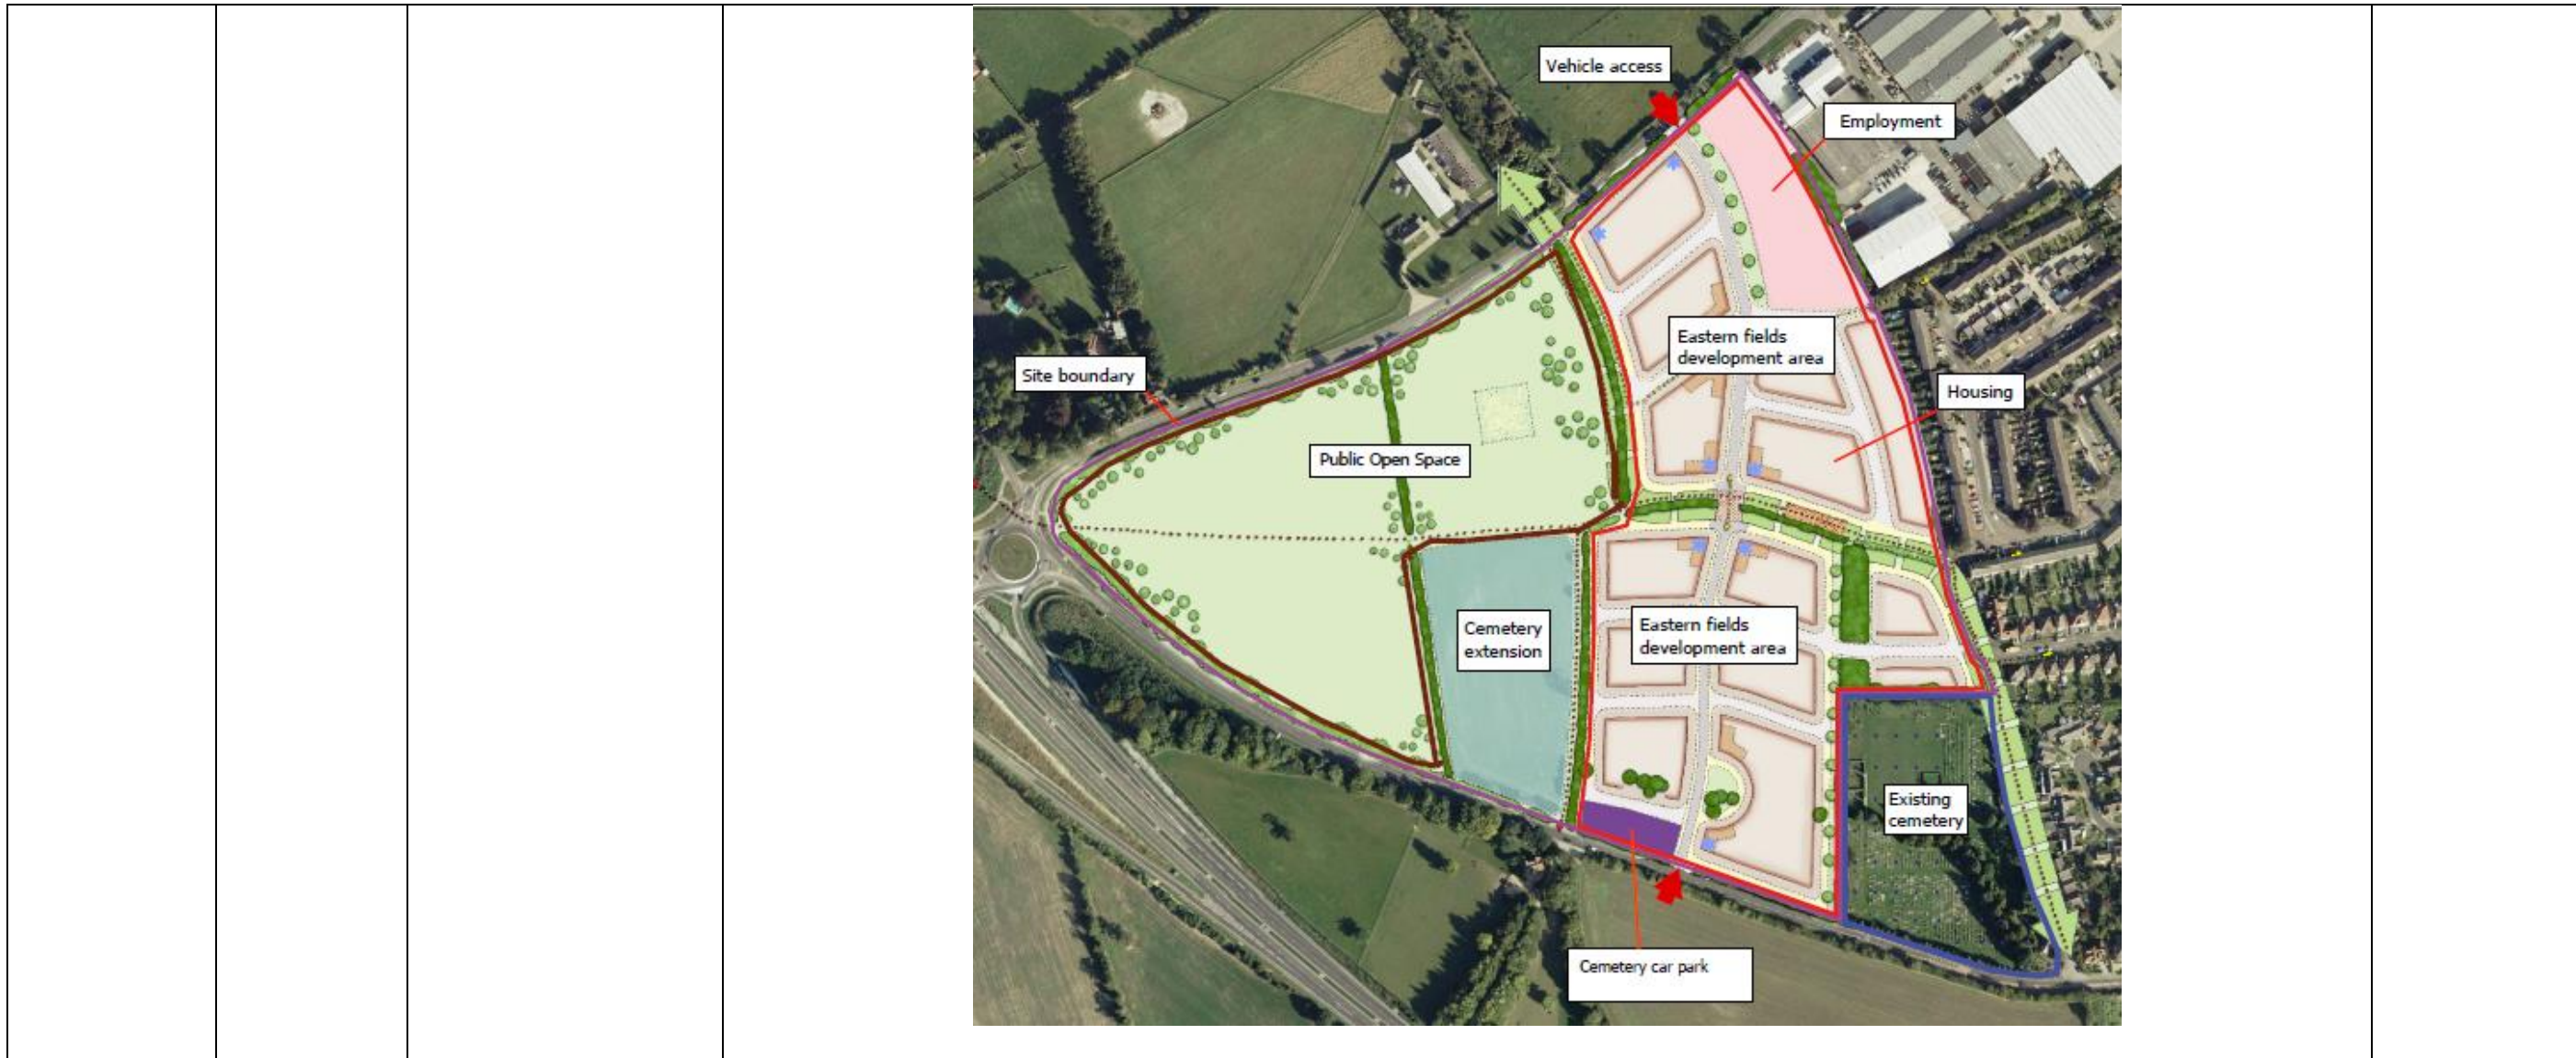 Vehicle access
Employment
Eastern fields
development area
Site boundary
Housing
Public Open Space
Cemetery
extension
Eastern fields
development area
Existing
cemetery
Cemetery car park